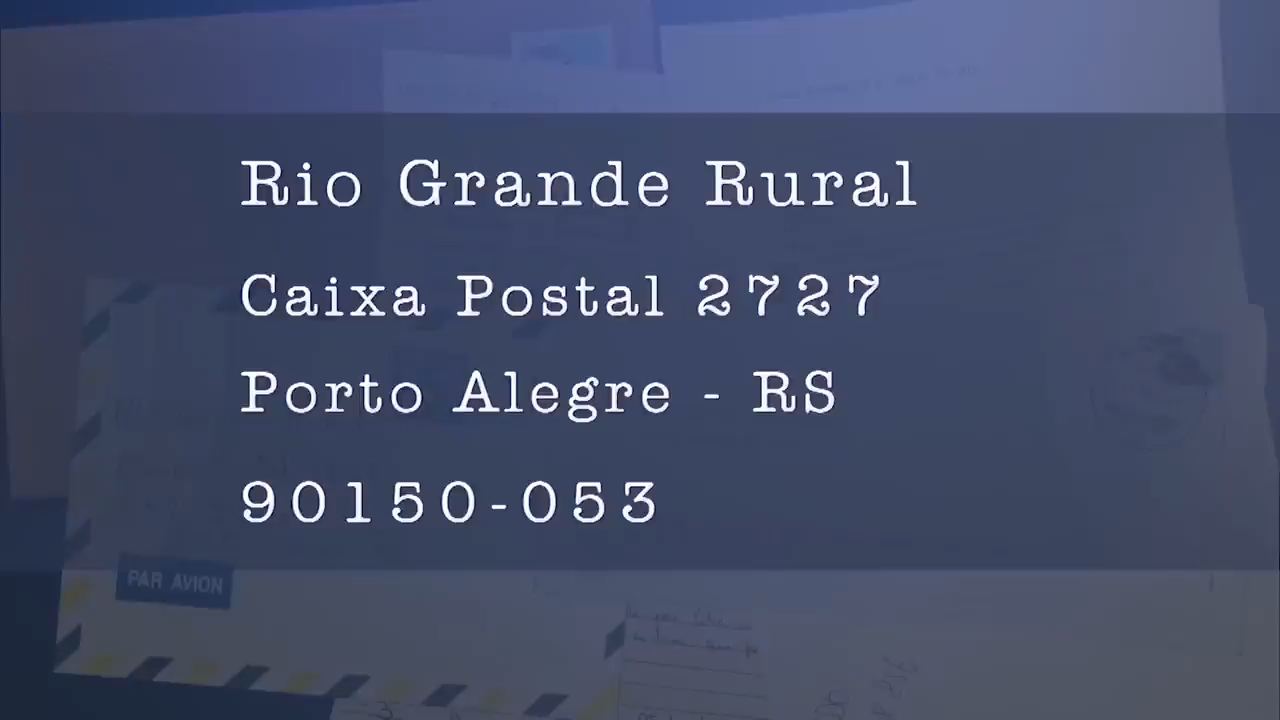 Rio Grande Rural
Caixa Postal 2727
Porto Alegre - RS
90150-053
PAR AVION